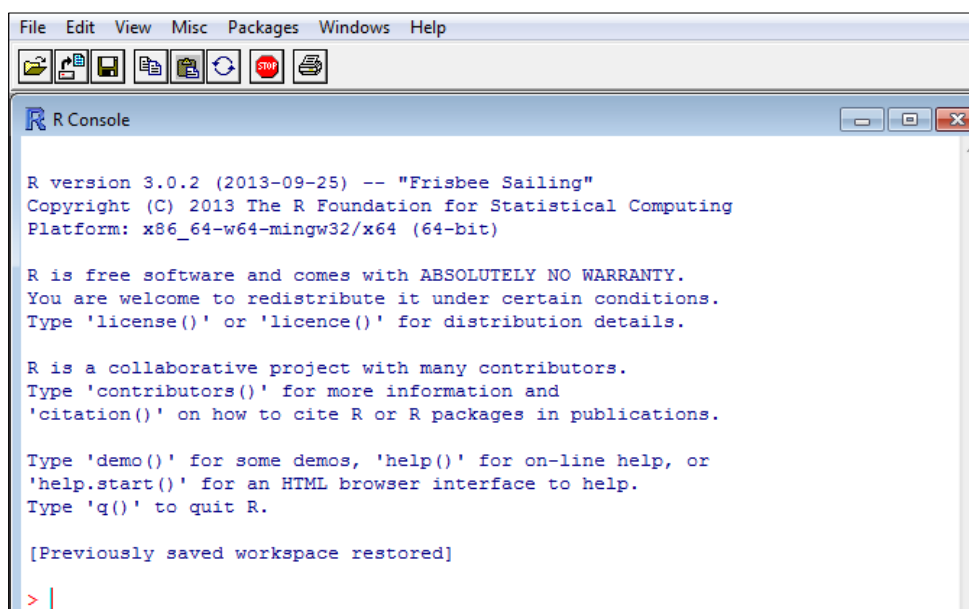 File Edit View Misc Packages Windows Help
STOP
R R Console
R version 3.0.2 (2013-09-25) -- "Frisbee Sailing"
Copyright (C) 2013 The R Foundation for Statistical Computing
Platform: x86_64-w64-mingw32/x64 (64-bit)
R is free software and comes with ABSOLUTELY NO WARRANTY.
You are welcome to redistribute it under certain conditions.
Type 'license()' or 'licence()' for distribution details.
R is a collaborative project with many contributors.
Type 'contributors()' for more information and
'citation()' on how to cite R or R packages in publications.
Type 'demo()' for some demos, 'help()' for on-line help, or
'help.start()' for an HTML browser interface to help.
Type 'q()' to quit R.
[Previously saved workspace restored]
>